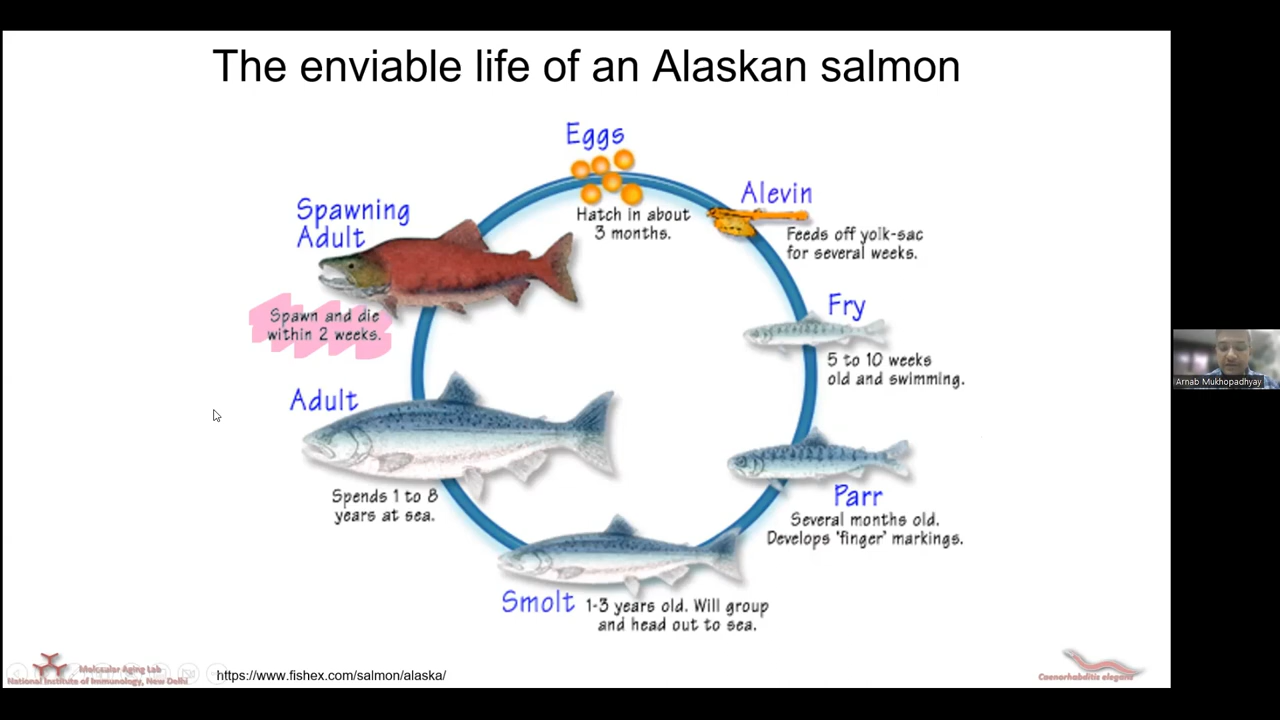 The enviable life of an Alaskan salmon
Eggs
Hatch in about
3 months.
Alevin
Feeds off yolk-sac
for several weeks.
Fry
5 to 10 weeks
old and swimming.
Parr
Several months old.
Develops 'finger' markings.
Smolt
1-3 years old. Will group
and head out to sea.
Adult
Spends 1 to 8
years at sea.
Spawning
Adult
Spawn and die
within 2 weeks.
Arnab Mukhopadhyay
Molecular Aging Lab
National Institute of Immunology, New Delhi
https://www.fishex.com/salmon/alaska/
Caenorhabditis elegans